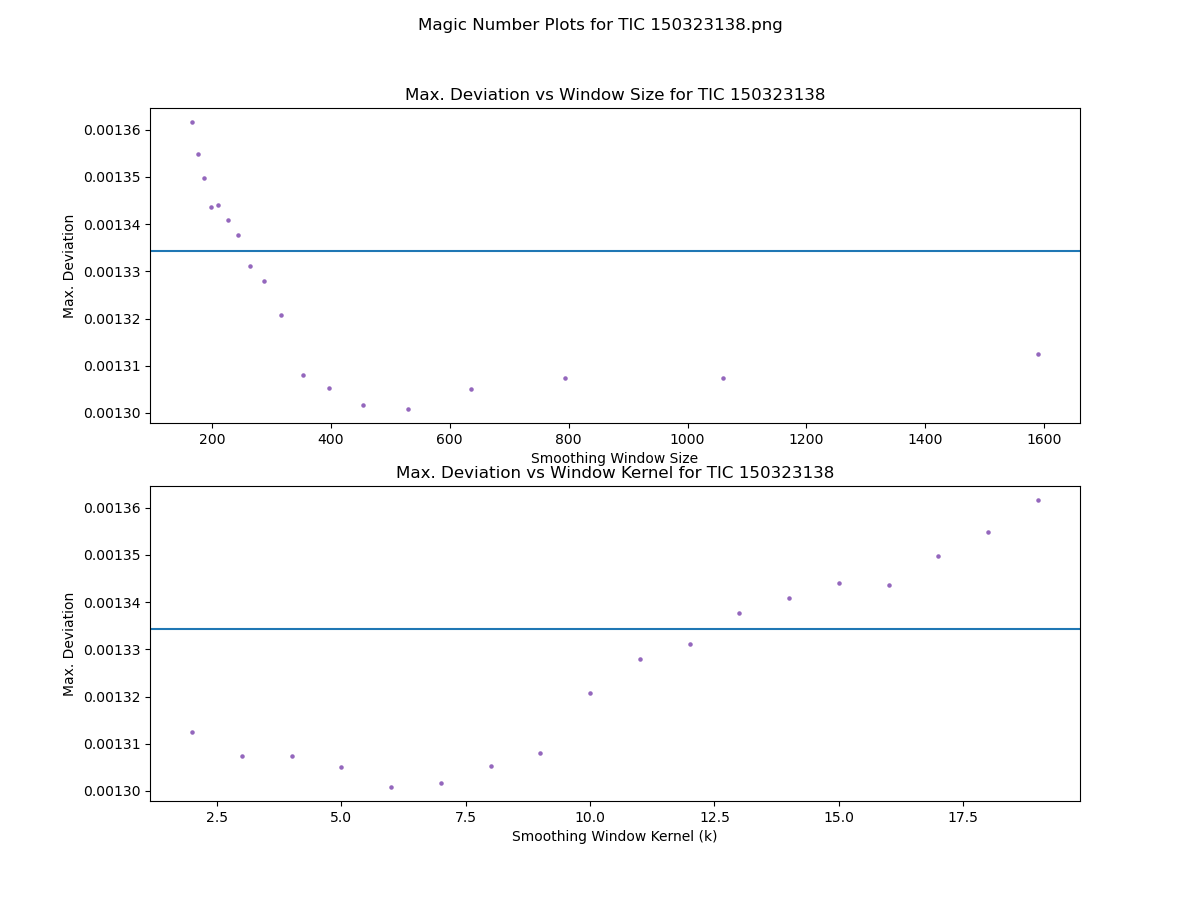 Magic Number Plots for TIC 150323138.png
Max. Deviation vs Window Size for TIC 150323138
Max. Deviation
0.00136
0.00135
0.00134
0.00133
0.00132
0.00131
0.00130
200 400 600 800 1000 1200 1400 1600
Smoothing Window Size
Max. Deviation vs Window Kernel for TIC 150323138
Max. Deviation
0.00136
0.00135
0.00134
0.00133
0.00132
0.00131
0.00130
2.5 5.0 7.5 10.0 12.5 15.0 17.5
Smoothing Window Kernel (k)